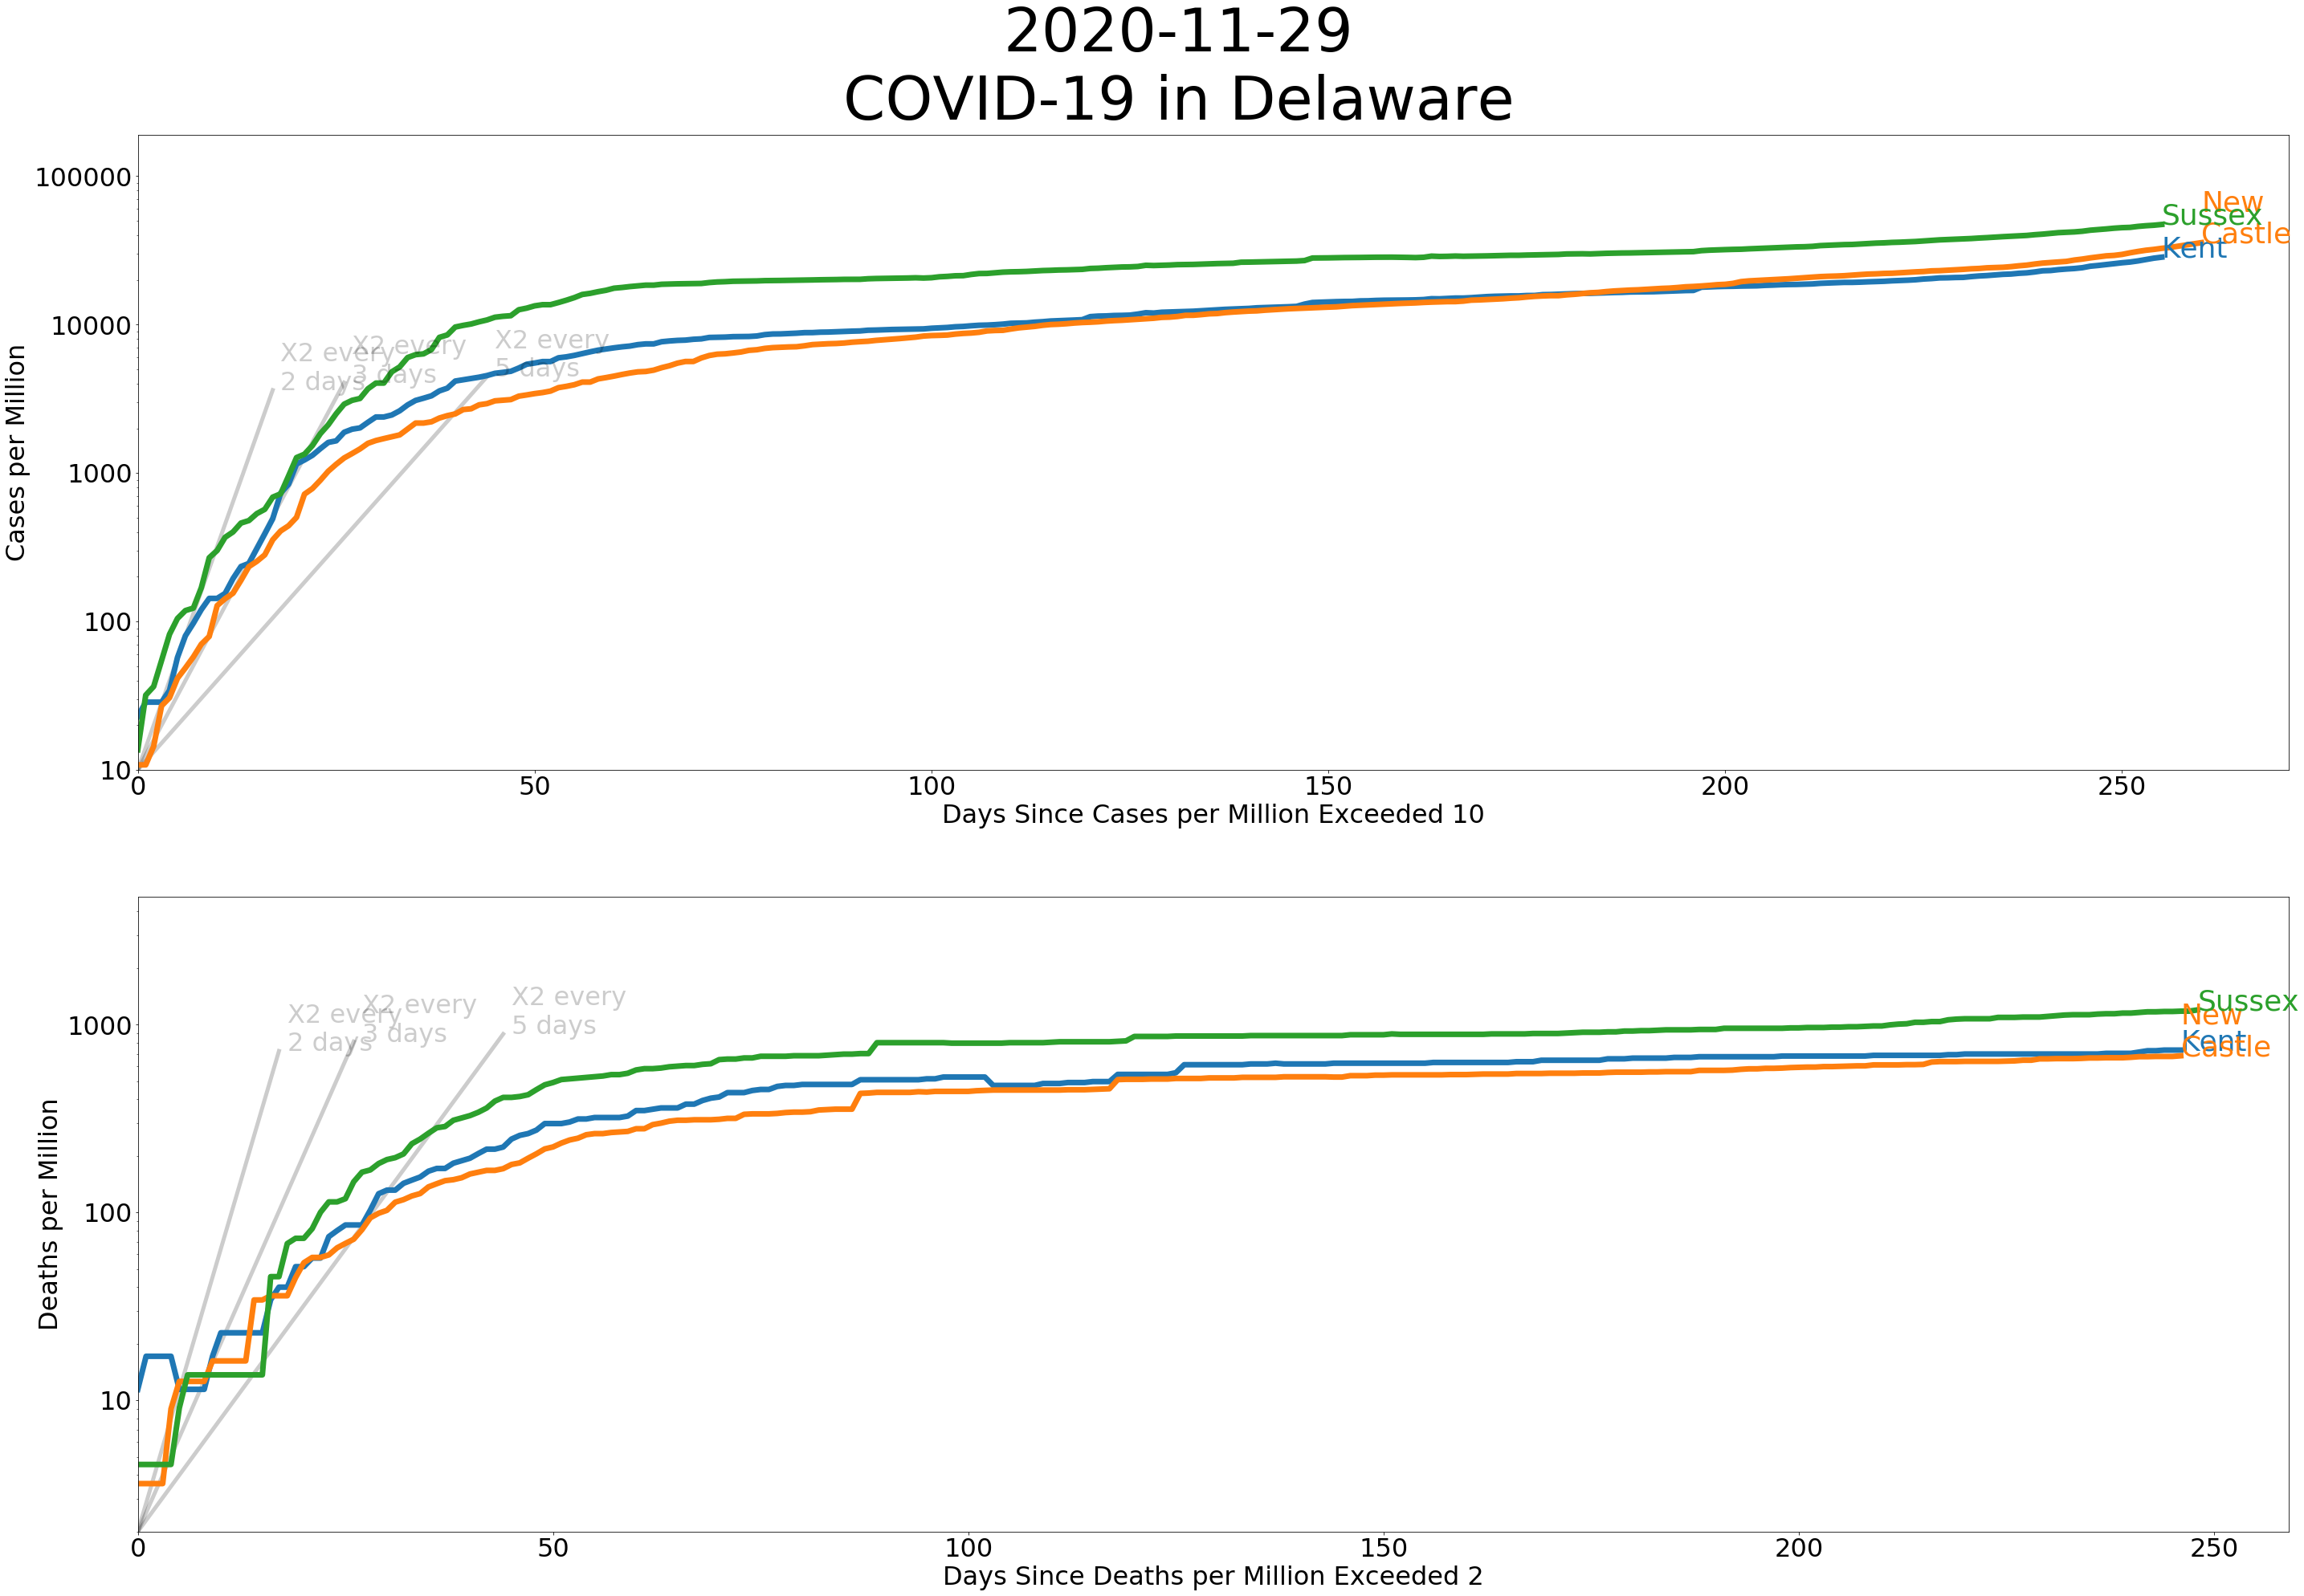 2020-11-29
COVID-19 in Delaware
100000
10000
1000
100
10
Cases per Million
X2 every
2 days
X2 every
3 days
X2 every
5 days
New
Castle
Sussex
Kent
0
50
100
150
200
250
Days Since Cases per Million Exceeded 10
1000
100
10
Deaths per Million
X2 every
2 days
X2 every
3 days
X2 every
5 days
Sussex
New
Castle
Kent
0
50
100
150
200
250
Days Since Deaths per Million Exceeded 2